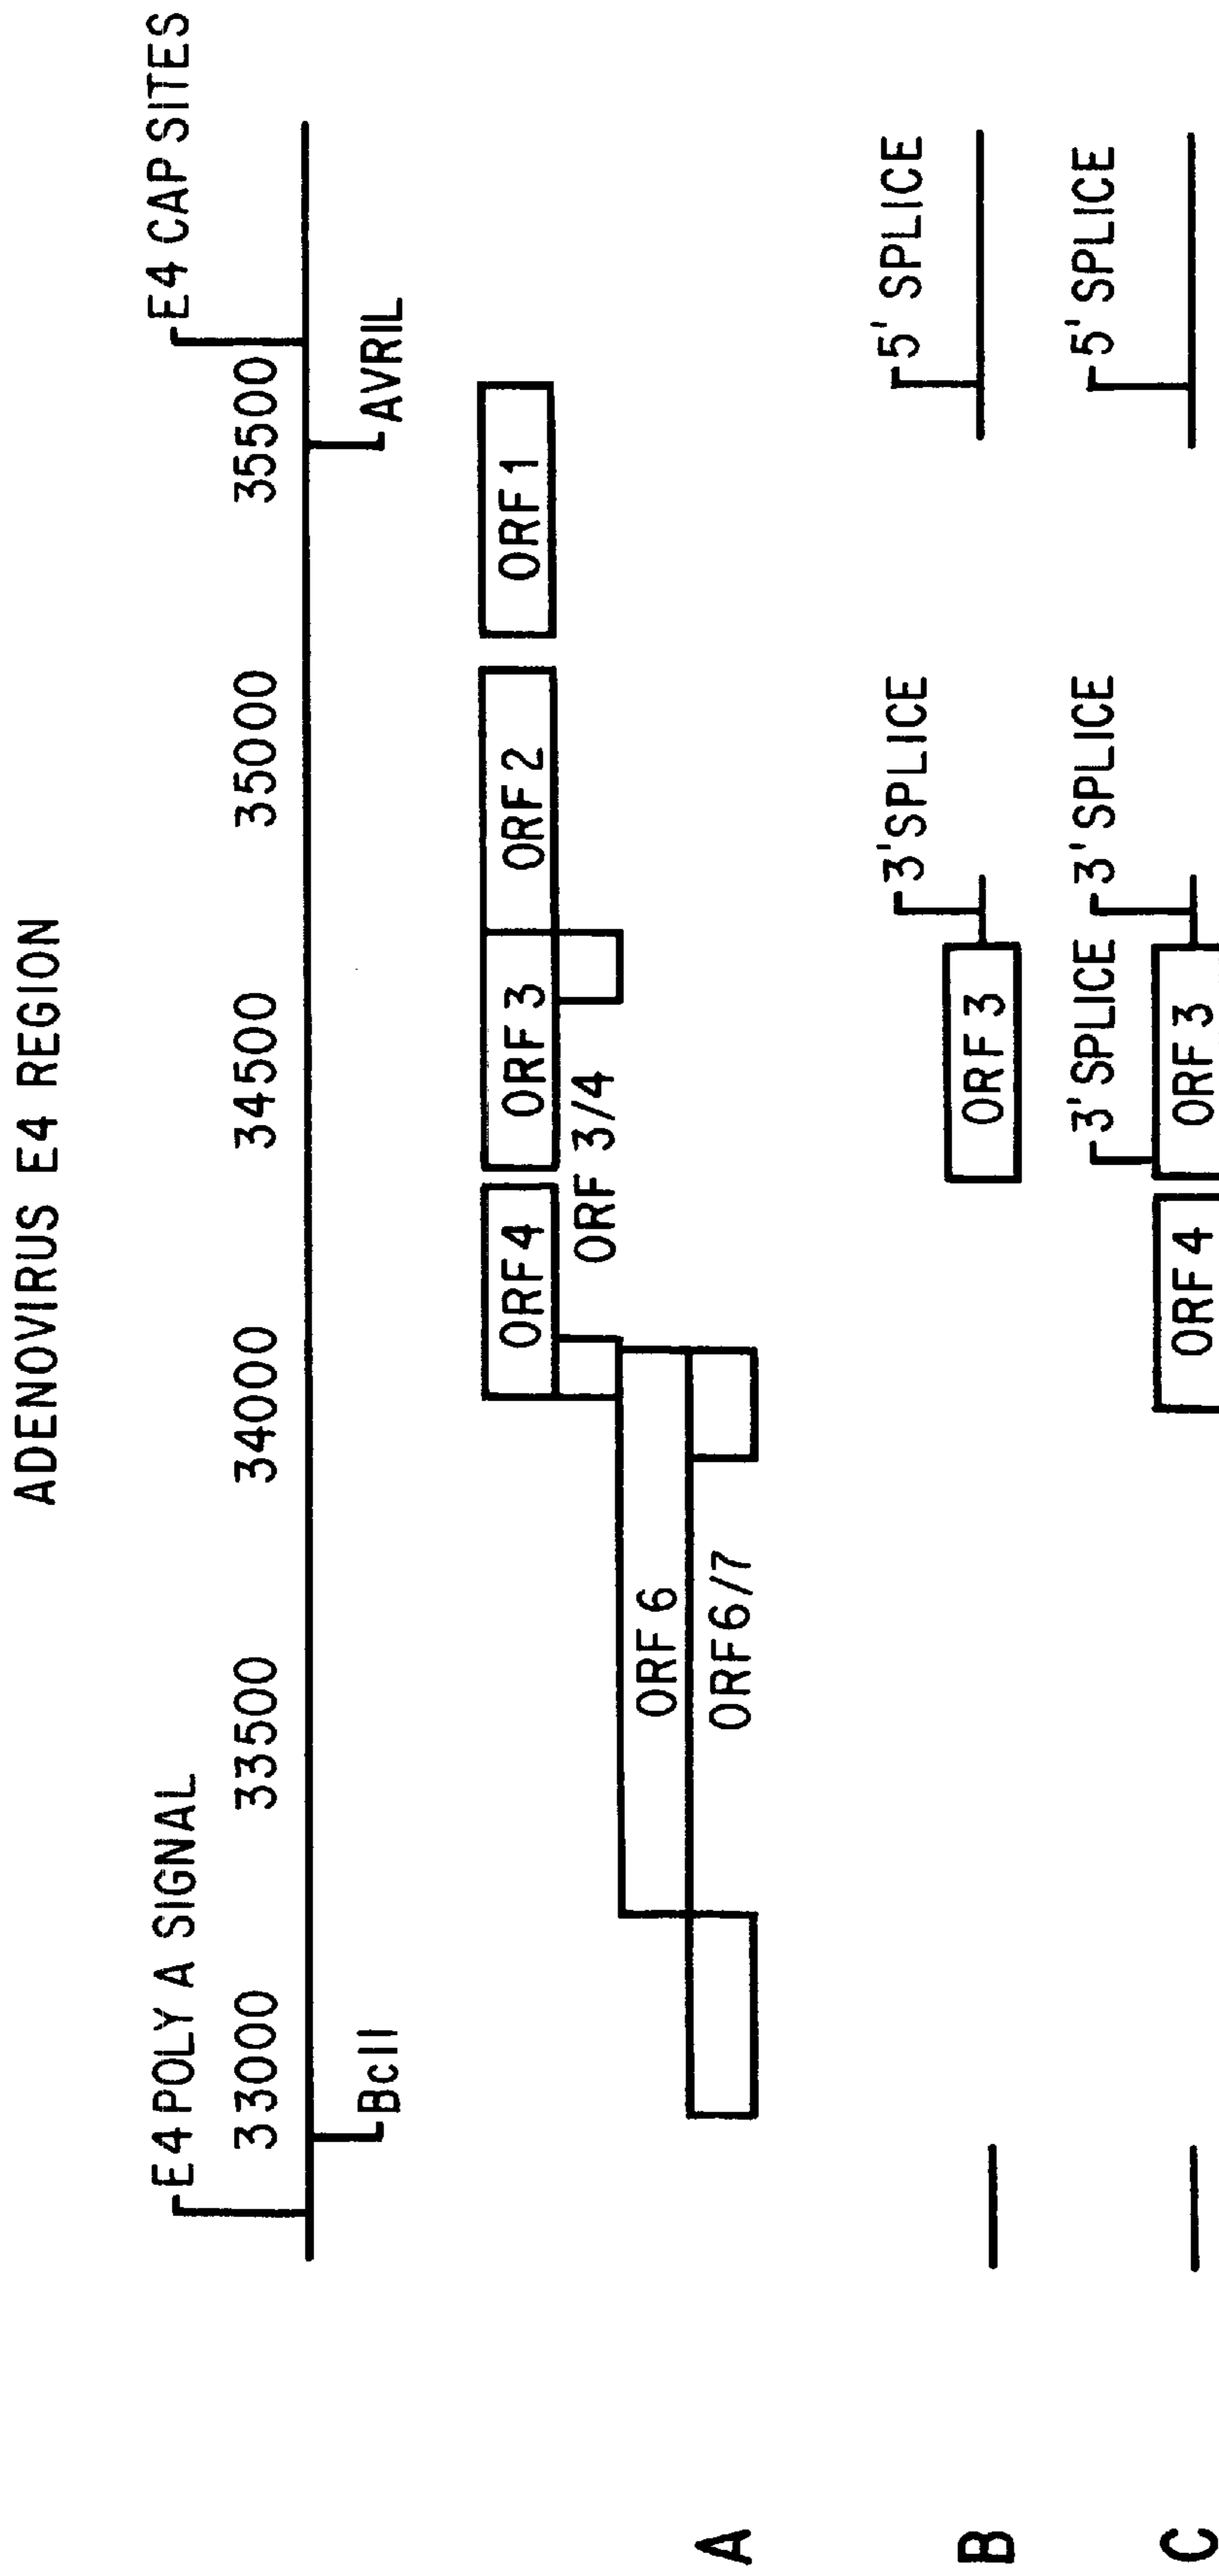 ADENOVIRUS E4 REGION
E4 POLY A SIGNAL
E4 CAP SITES
33000 33500 34000 34500 35000 35500
BclI
AVRII
ORF 4 ORF 3 ORF 2 ORF 1
ORF 3/4
ORF 6
A
ORF 6/7
3' SPLICE 5' SPLICE
B
ORF 3
3' SPLICE 3' SPLICE 5' SPLICE
C
ORF 4 ORF 3